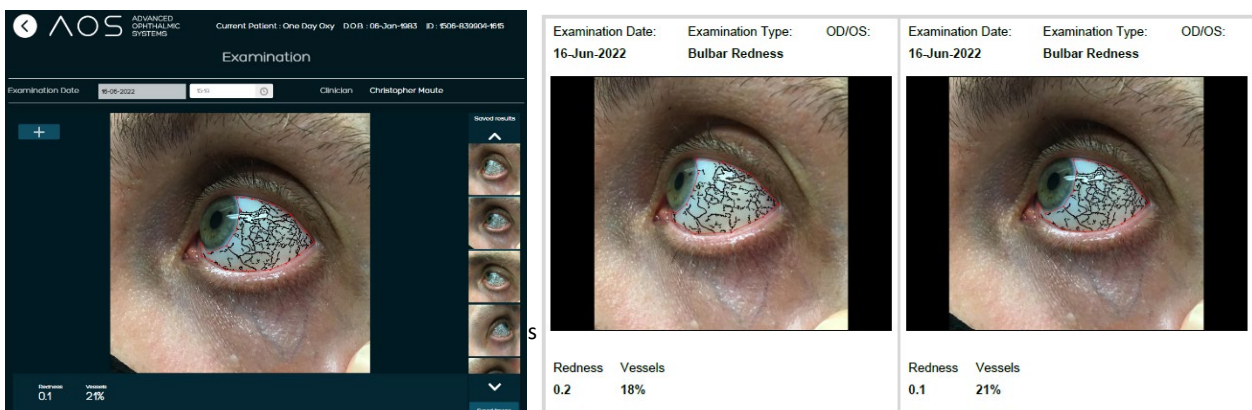 AOS ADVANCED OPHTHALMIC SYSTEMS
Current Patient : One Day Oxy D.O.B. : 06-Jan-1983 ID : 1506-839904-1615
Examination
Examination Date 16-06-2022 Clinician Christopher Maute
Saved results
Redness Vessels
0.1 21%
s
Examination Date: Examination Type: OD/OS:
16-Jun-2022 Bulbar Redness
Redness Vessels
0.2 18%
Examination Date: Examination Type: OD/OS:
16-Jun-2022 Bulbar Redness
Redness Vessels
0.1 21%